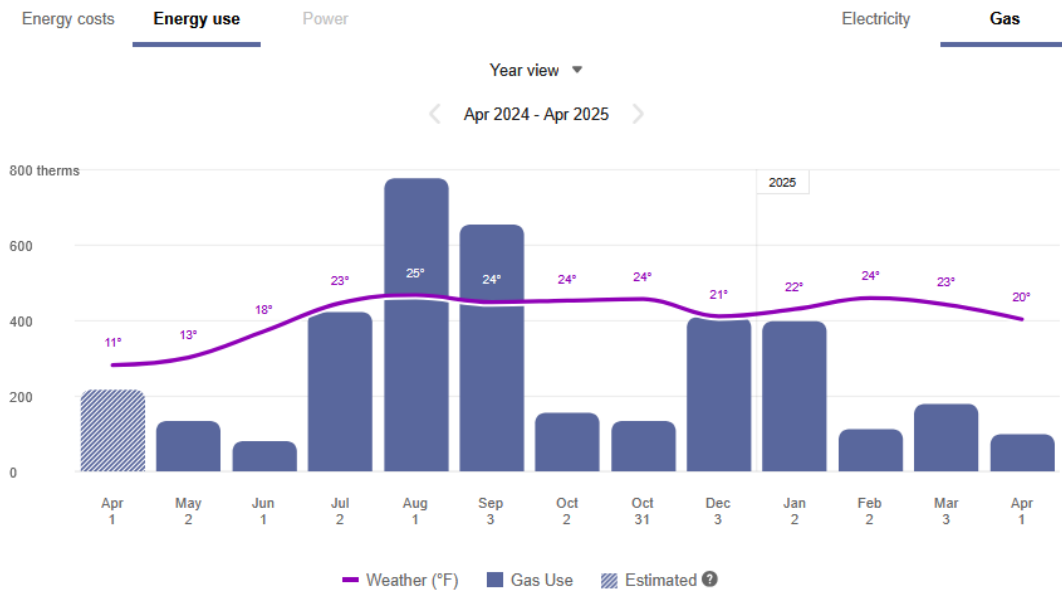 Energy costs Energy use Power Electricity Gas
Year view
Apr 2024 - Apr 2025
800 therms
2025
600
25° 24° 24° 24° 24°
23° 22° 23°
21° 20°
18°
400
13°
11°
200
0
Apr May Jun Jul Aug Sep Oct Oct Dec Jan Feb Mar Apr
1 2 1 2 1 3 2 31 3 2 2 3 1
Weather (°F) Gas Use Estimated ?